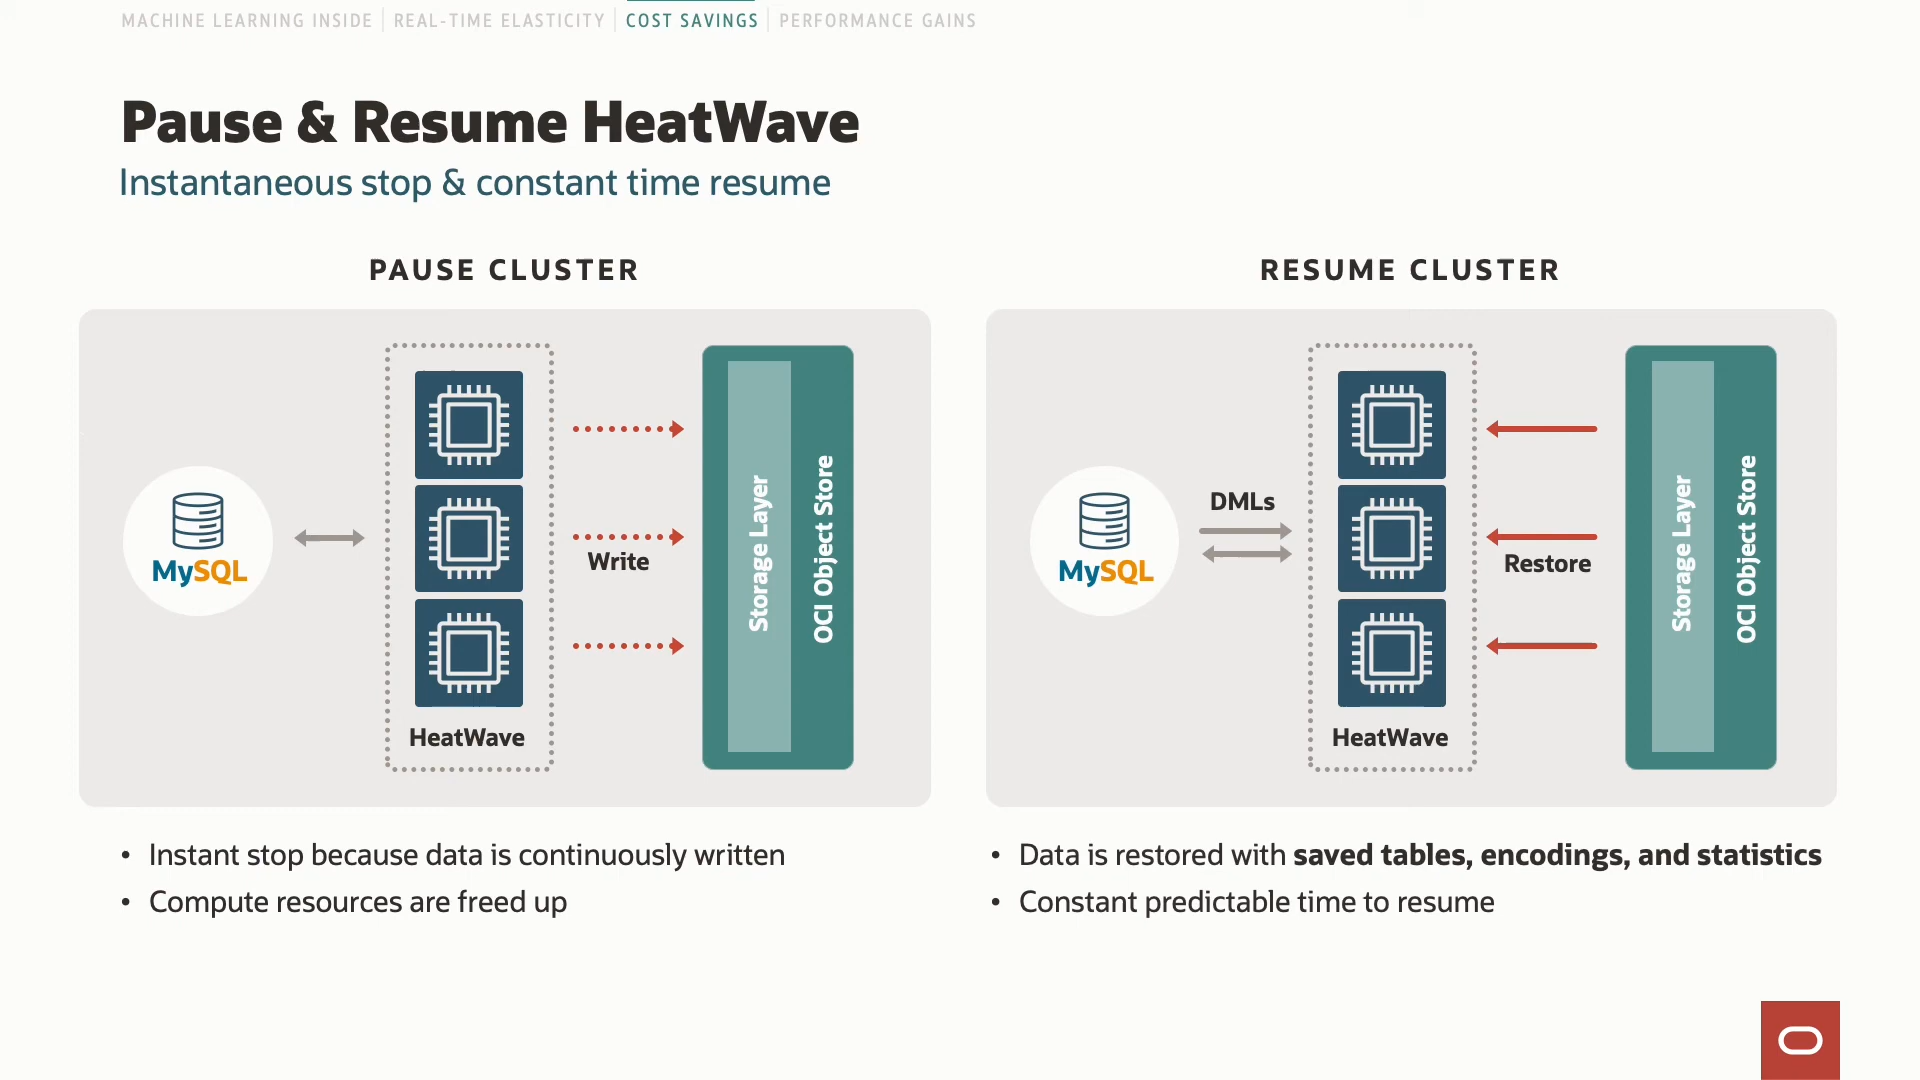 MACHINE LEARNING INSIDE | REAL-TIME ELASTICITY | COST SAVINGS | PERFORMANCE GAINS
Pause & Resume HeatWave
Instantaneous stop & constant time resume
PAUSE CLUSTER
MySQL
HeatWave
Write
Storage Layer
OCI Object Store
• Instant stop because data is continuously written
• Compute resources are freed up
RESUME CLUSTER
MySQL
DMLs
HeatWave
Restore
Storage Layer
OCI Object Store
• Data is restored with saved tables, encodings, and statistics
• Constant predictable time to resume